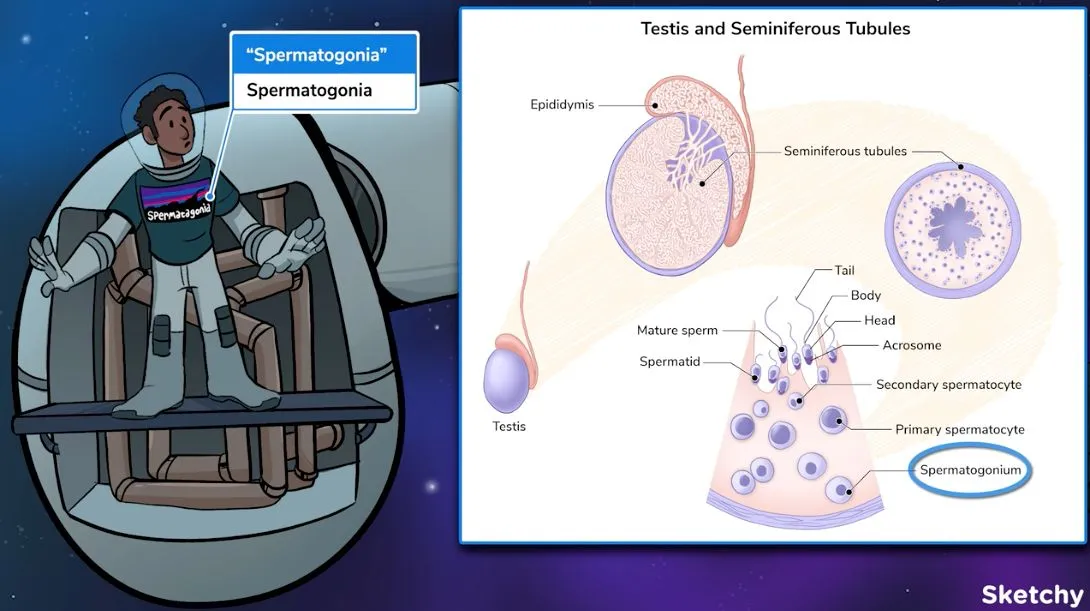 “Spermatogonia”
Spermatogonia
SPermatagonia
Testis and Seminiferous Tubules
Epididymis
Seminiferous tubules
Tail
Body
Head
Mature sperm
Acrosome
Spermatid
Secondary spermatocyte
Testis
Primary spermatocyte
Spermatogonium
Sketchy